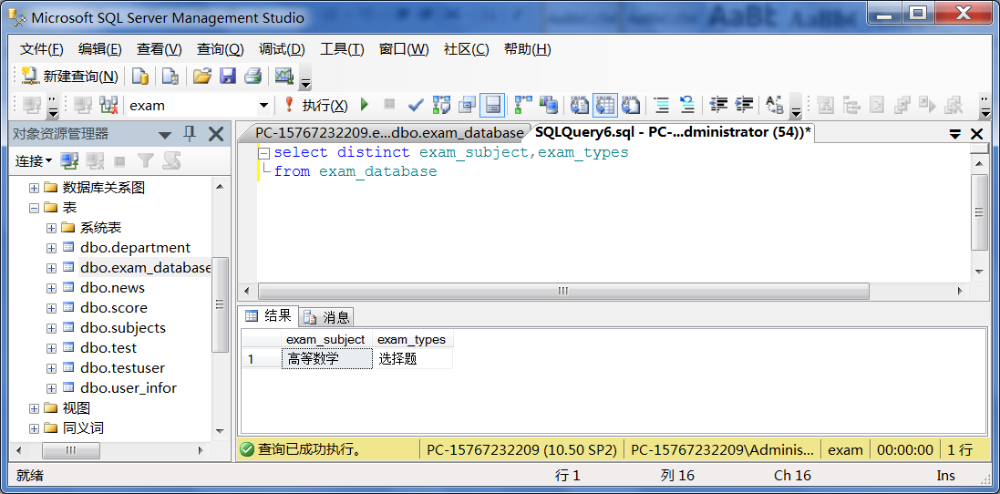 Microsoft SQL Server Management Studio
文件(F) 编辑(E) 查看(V) 查询(Q) 调试(D) 工具(T) 窗口(W) 社区(C) 帮助(H)
新建查询(N)
exam 执行(X)
对象资源管理器
连接
数据库关系图
表
系统表
dbo.department
dbo.exam_database
dbo.news
dbo.score
dbo.subjects
dbo.test
dbo.testuser
dbo.user_infor
视图
同义词
PC-15767232209.e...dbo.exam_database SQLQuery6.sql - PC-...dministrator (54))*
select distinct exam_subject,exam_types
from exam_database
结果 消息
exam_subject exam_types
1 高等数学 选择题
查询已成功执行。 PC-15767232209 (10.50 SP2) PC-15767232209\Adminis... exam 00:00:00 1 行
就绪 行 1 列 16 Ch 16 Ins